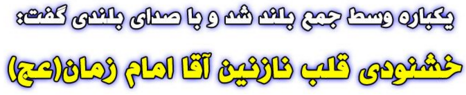 یکباره وسط جمع بلند شد و با صدای بلندی گفت:
خشنودی قلب نازنین آقا امام زمان(عج)